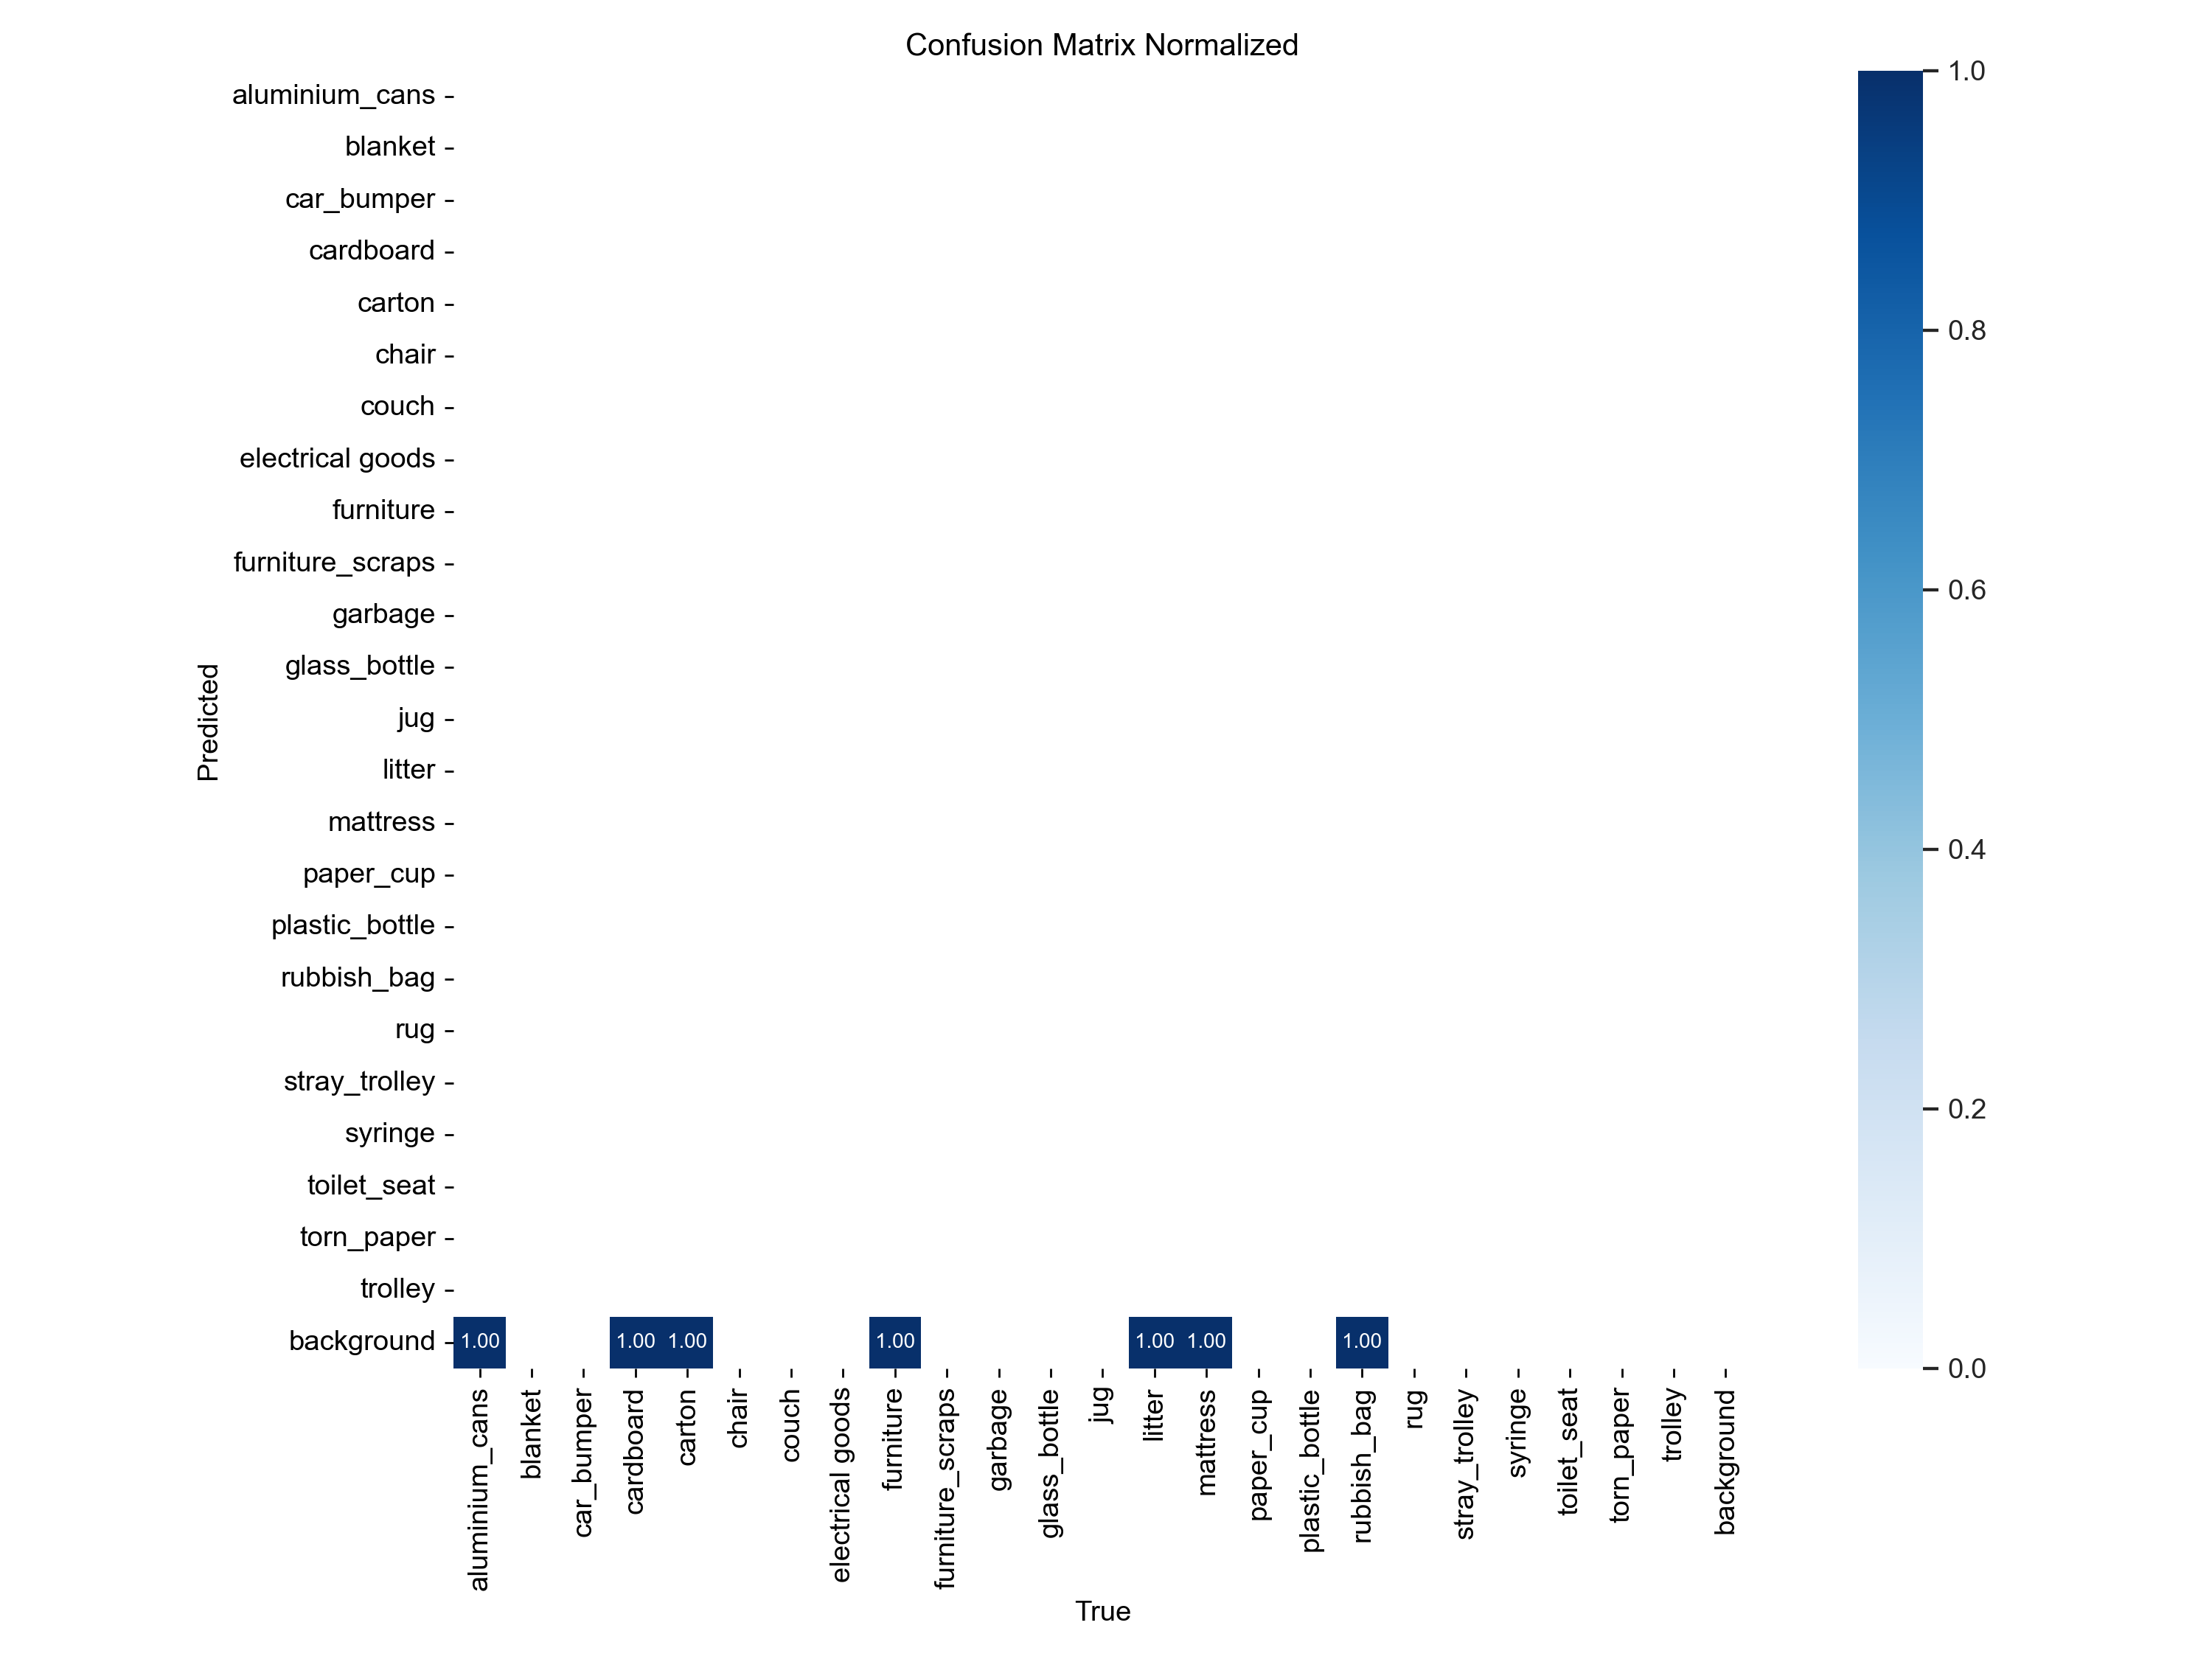 Confusion Matrix Normalized
aluminium_cans
blanket
car_bumper
cardboard
carton
chair
couch
electrical goods
furniture
furniture_scraps
garbage
glass_bottle
jug
litter
mattress
paper_cup
plastic_bottle
rubbish_bag
rug
stray_trolley
syringe
toilet_seat
torn_paper
trolley
background
Predicted
1.00 1.00 1.00 1.00 1.00 1.00 1.00
aluminium_cans
blanket
car_bumper
cardboard
carton
chair
couch
electrical goods
furniture
furniture_scraps
garbage
glass_bottle
jug
litter
mattress
paper_cup
plastic_bottle
rubbish_bag
rug
stray_trolley
syringe
toilet_seat
torn_paper
trolley
background
True
1.0
0.8
0.6
0.4
0.2
0.0